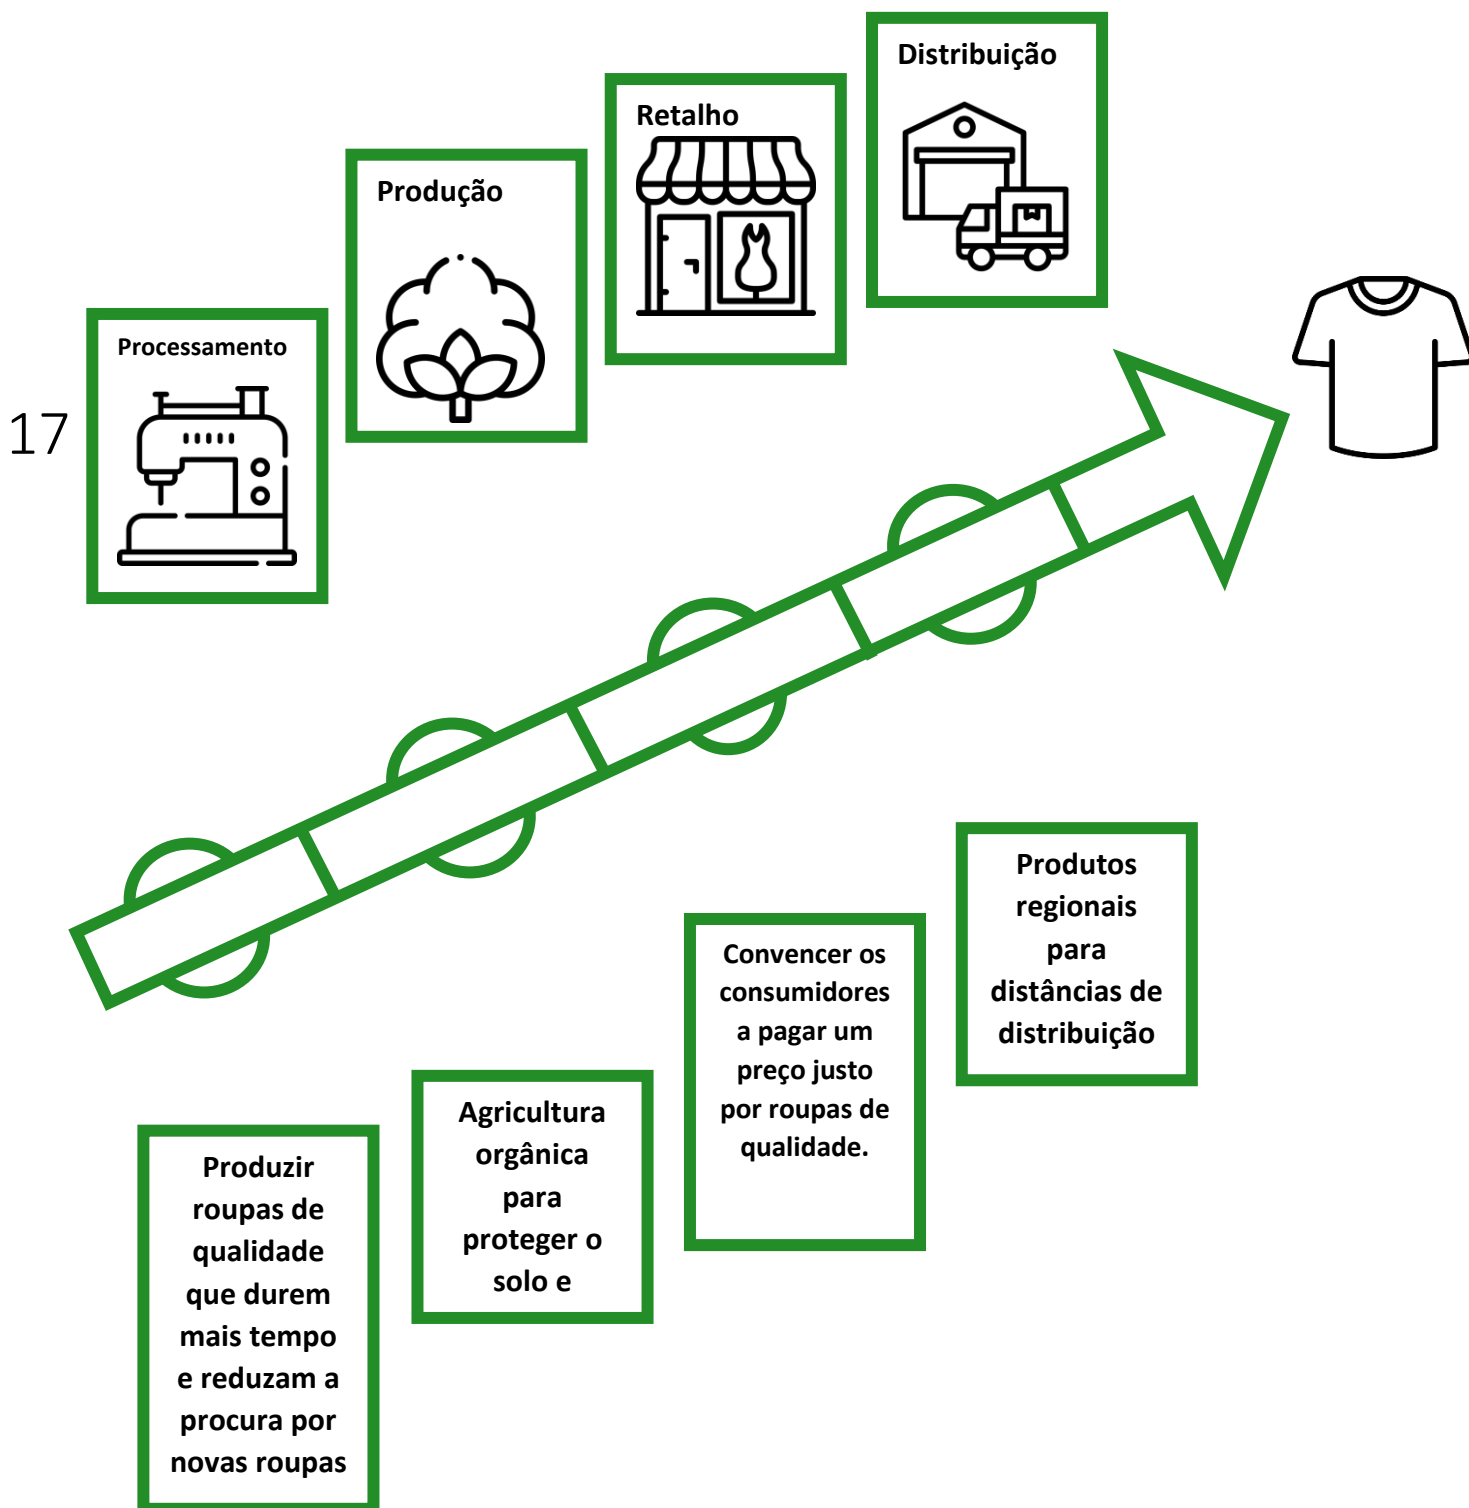 Distribuição
Retalho
Produção
Processamento
17
Produtos
regionais
para
distâncias de
distribuição
Convencer os
consumidores
a pagar um
preço justo
por roupas de
qualidade.
Agricultura
orgânica
para
proteger o
solo e
Produzir
roupas de
qualidade
que durem
mais tempo
e reduzam a
procura por
novas roupas